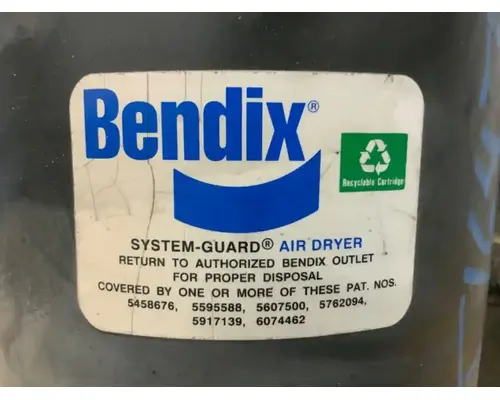 Bendix®
Recyclable Cartridge
SYSTEM-GUARD® AIR DRYER
RETURN TO AUTHORIZED BENDIX OUTLET
FOR PROPER DISPOSAL
COVERED BY ONE OR MORE OF THESE PAT. NOS.
5458676, 5595588, 5607500, 5762094,
5917139, 6074462